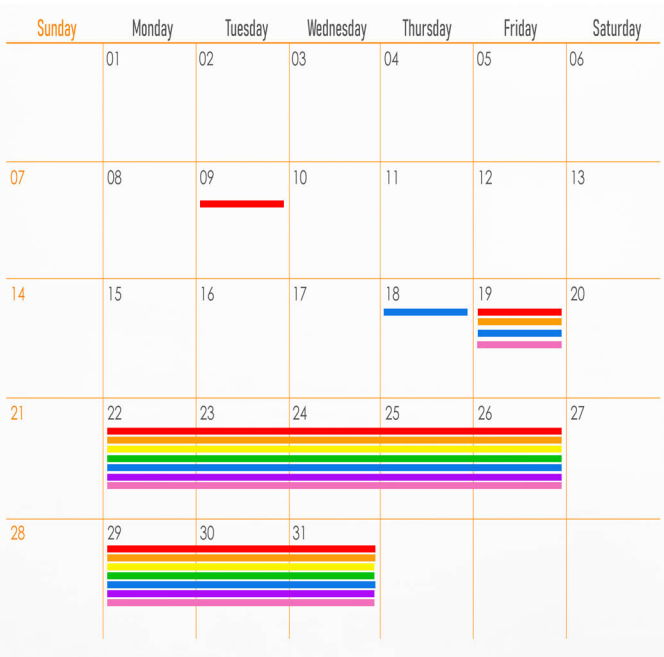 Sunday Monday Tuesday Wednesday Thursday Friday Saturday
01 02 03 04 05 06
07 08 09 10 11 12 13
14 15 16 17 18 19 20
21 22 23 24 25 26 27
28 29 30 31